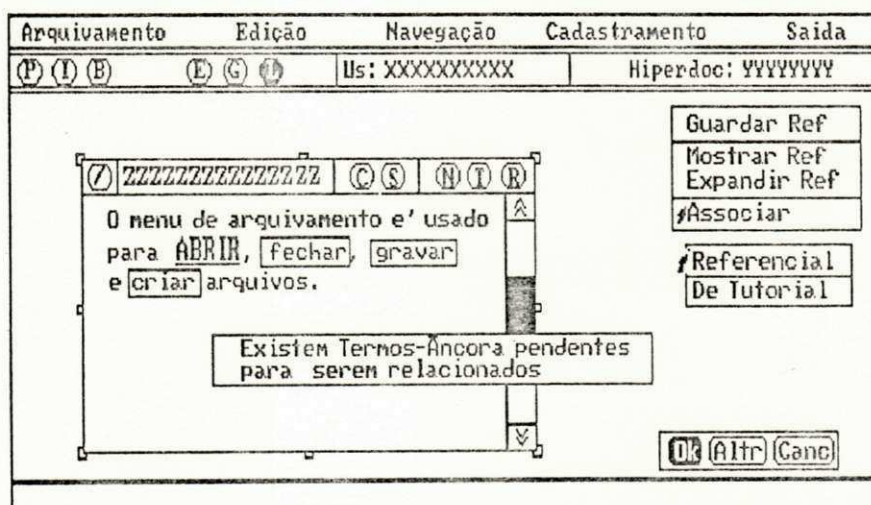 Arquivamento Edição Navegação Cadastramento Saida
P I B E G Us: XXXXXXXXXX Hiperdoc: YYYYYYYY
Guardar Ref
Mostrar Ref
Expandir Ref
Associar
Referencial
De Tutorial
Z ZZZZZZZZZZZZZZZ C S N T R
O menu de arquivamento e' usado
para ABRIR, fechar, gravar
e criar arquivos.
Existem Termos-Âncora pendentes
para serem relacionados
Ok Altr Canc